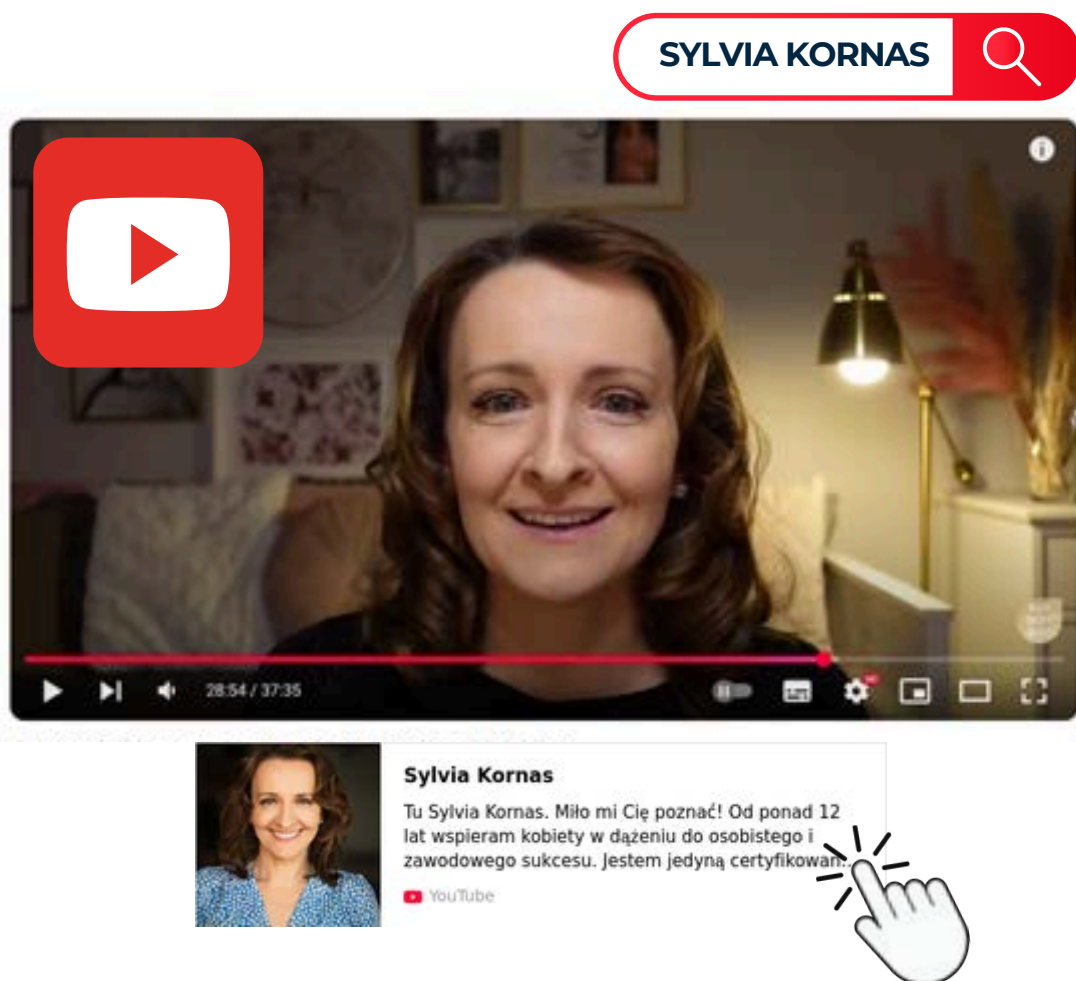 SYLVIA KORNAS
28:54 / 37:35
Sylvia Kornas
Tu Sylvia Kornas. Miło mi Cię poznać! Od ponad 12
lat wspieram kobiety w dążeniu do osobistego i
zawodowego sukcesu. Jestem jedyną certyfikowan..
YouTube